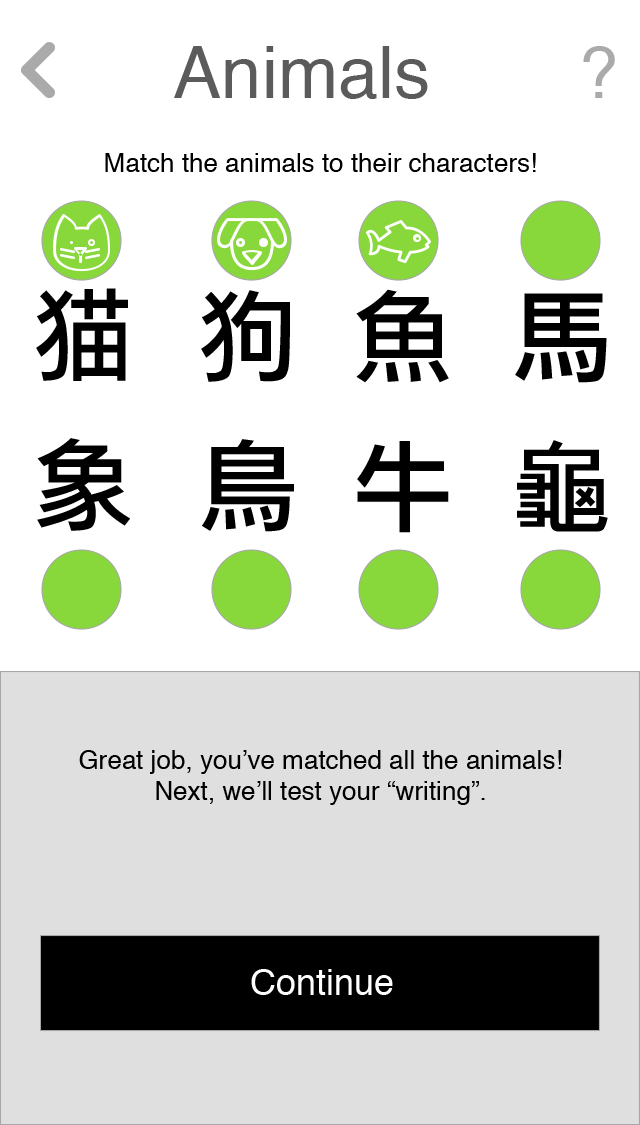 Animals ?
Match the animals to their characters!
猫 狗 魚 馬
象 鳥 牛 龜
Great job, you’ve matched all the animals!
Next, we’ll test your “writing”.
Continue